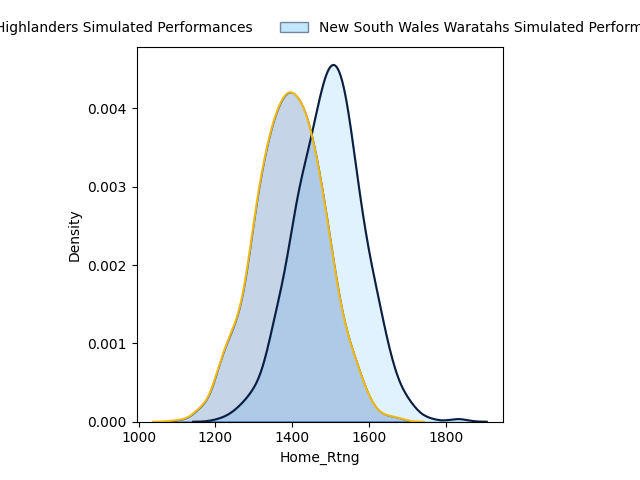 Highlanders Simulated Performances New South Wales Waratahs Simulated Perform
0.004
0.003
0.002
0.001
0.000
Density
1000 1200 1400 1600 1800
Home_Rtng